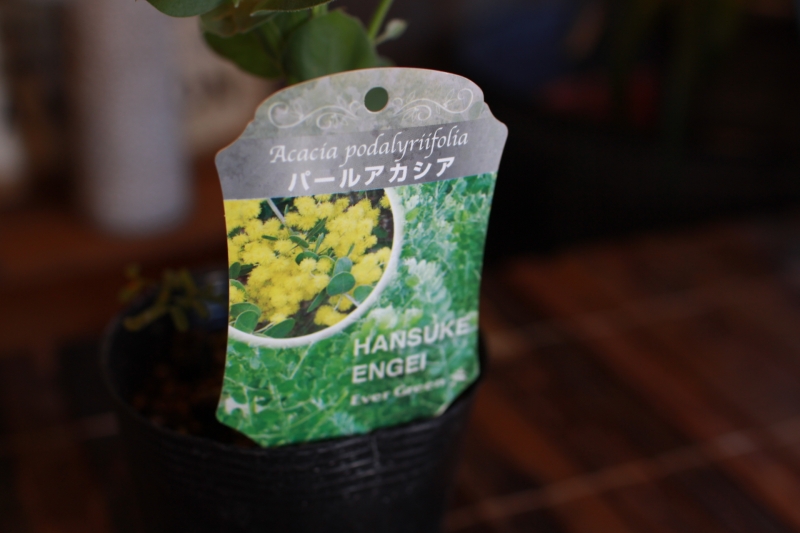 Acacia podalyriifolia
パールアカシア
HANSUKE
ENGEI
Ever Green